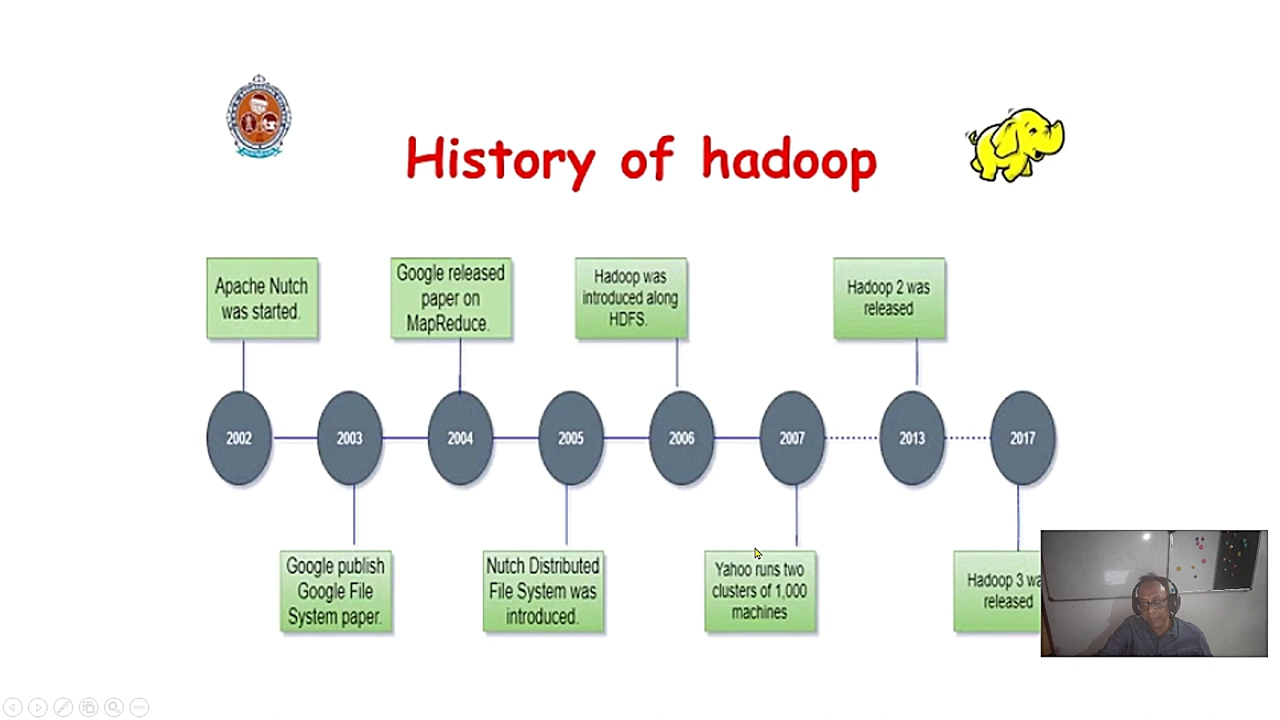 History of hadoop
Apache Nutch
was started.
Google released
paper on
MapReduce.
Hadoop was
introduced along
HDFS.
Hadoop 2 was
released
2002
2003
2004
2005
2006
2007
2013
2017
Google publish
Google File
System paper.
Nutch Distributed
File System was
introduced.
Yahoo runs two
clusters of 1,000
machines
Hadoop 3 wa
released